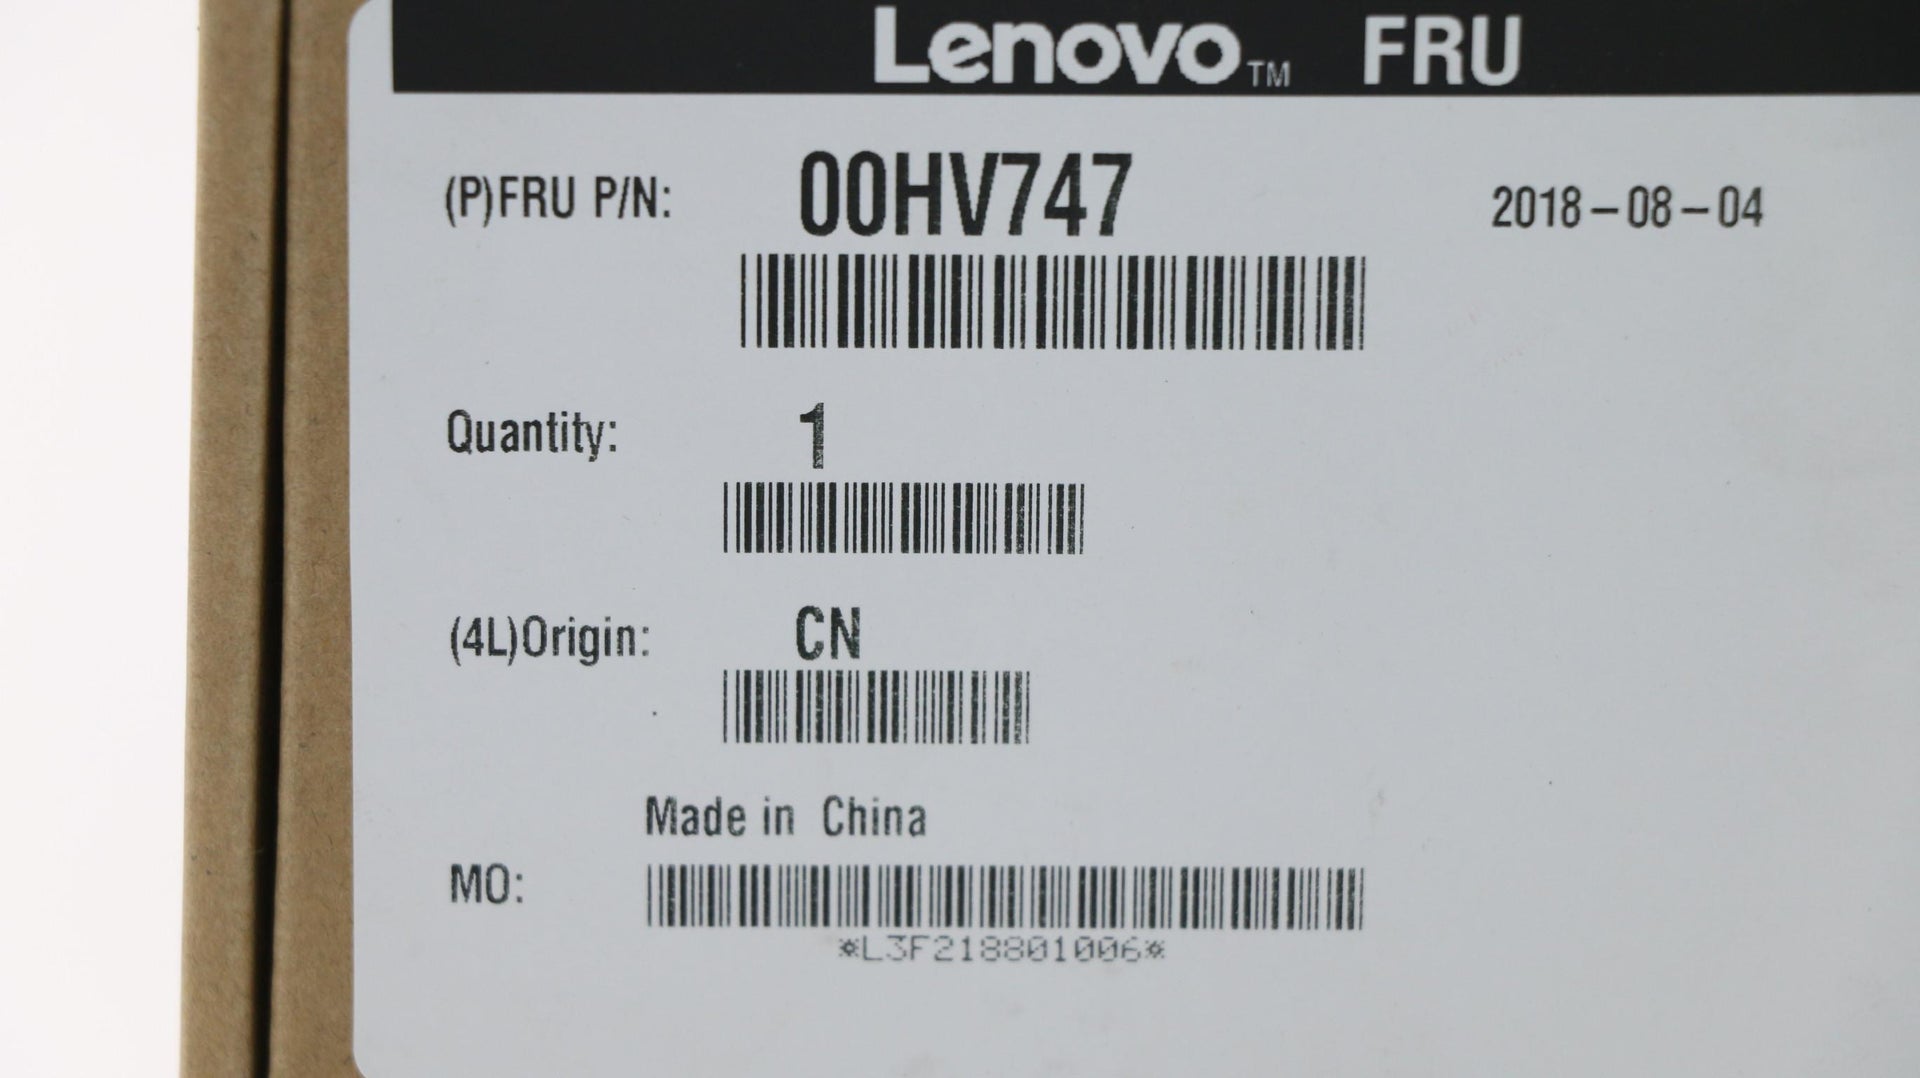 Lenovo™ FRU
(P)FRU P/N: 00HV747 2018-08-04
Quantity: 1
(4L)Origin: CN
Made in China
MO:
*L3F218801006*